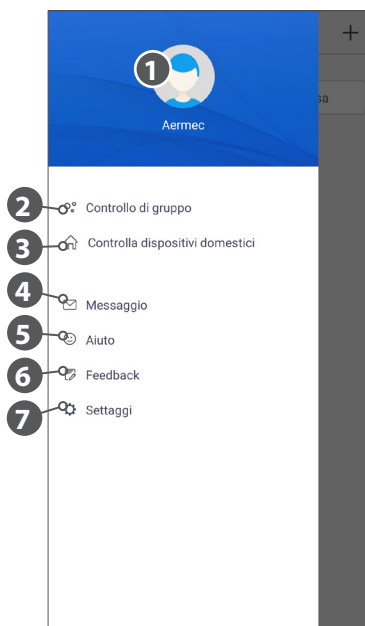 1
+
sa
Aermec
2 Controllo di gruppo
3 Controlla dispositivi domestici
4 Messaggio
5 Aiuto
6 Feedback
7 Settaggi